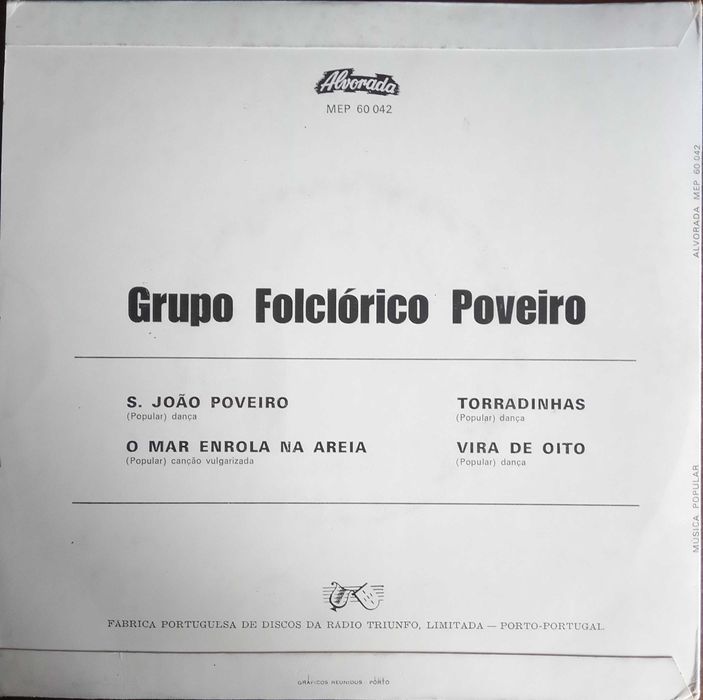 Alvorada
MEP 60 042
Grupo Folclórico Poveiro
S. JOÃO POVEIRO
(Popular) dança
O MAR ENROLA NA AREIA
(Popular) canção vulgarizada
TORRADINHAS
(Popular) dança
VIRA DE OITO
(Popular) dança
FÁBRICA PORTUGUESA DE DISCOS DA RÁDIO TRIUNFO, LIMITADA — PORTO-PORTUGAL
GRÁFICOS REUNIDOS - PÔRTO
ALVORADA MEP 60 042
MÚSICA POPULAR